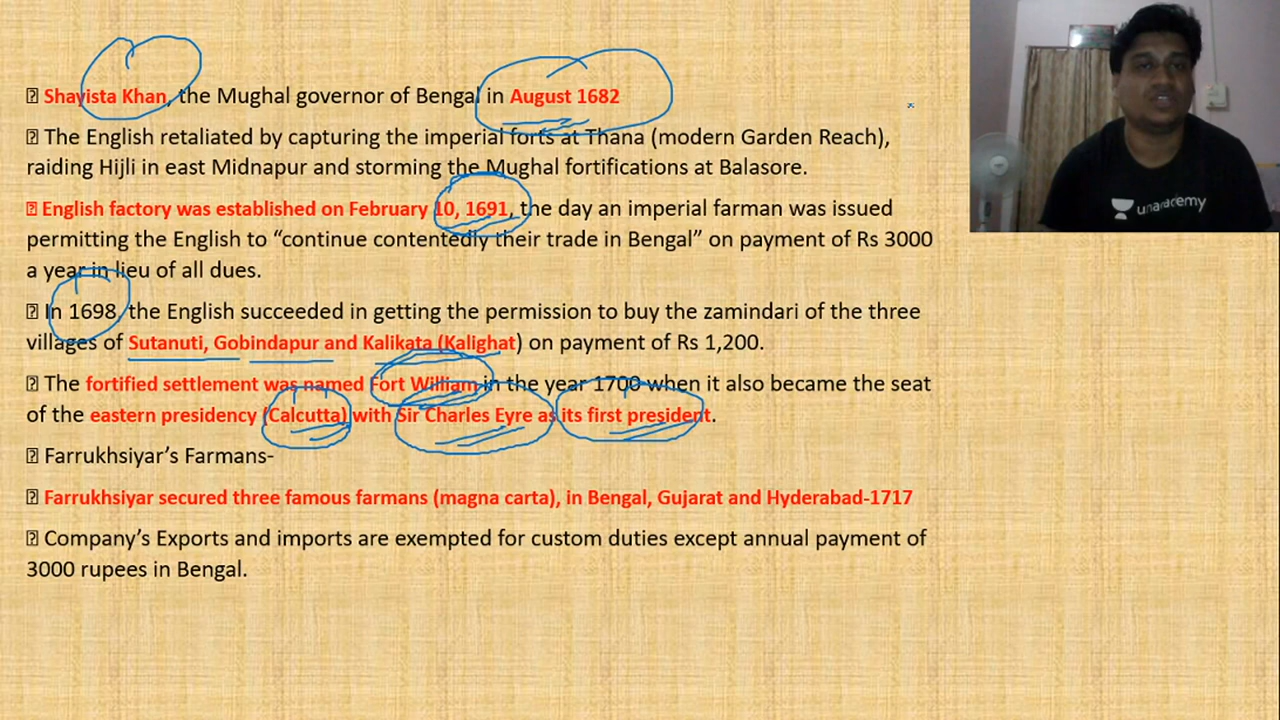 Shayista Khan, the Mughal governor of Bengal in August 1682
The English retaliated by capturing the imperial forts at Thana (modern Garden Reach),
raiding Hijli in east Midnapur and storming the Mughal fortifications at Balasore.
English factory was established on February 10, 1691, the day an imperial farman was issued
permitting the English to “continue contentedly their trade in Bengal” on payment of Rs 3000
a year in lieu of all dues.
In 1698, the English succeeded in getting the permission to buy the zamindari of the three
villages of Sutanuti, Gobindapur and Kalikata (Kalighat) on payment of Rs 1,200.
The fortified settlement was named Fort William in the year 1700 when it also became the seat
of the eastern presidency (Calcutta) with Sir Charles Eyre as its first president.
Farrukhsiyar’s Farmans-
Farrukhsiyar secured three famous farmans (magna carta), in Bengal, Gujarat and Hyderabad-1717
Company’s Exports and imports are exempted for custom duties except annual payment of
3000 rupees in Bengal.
unacademy